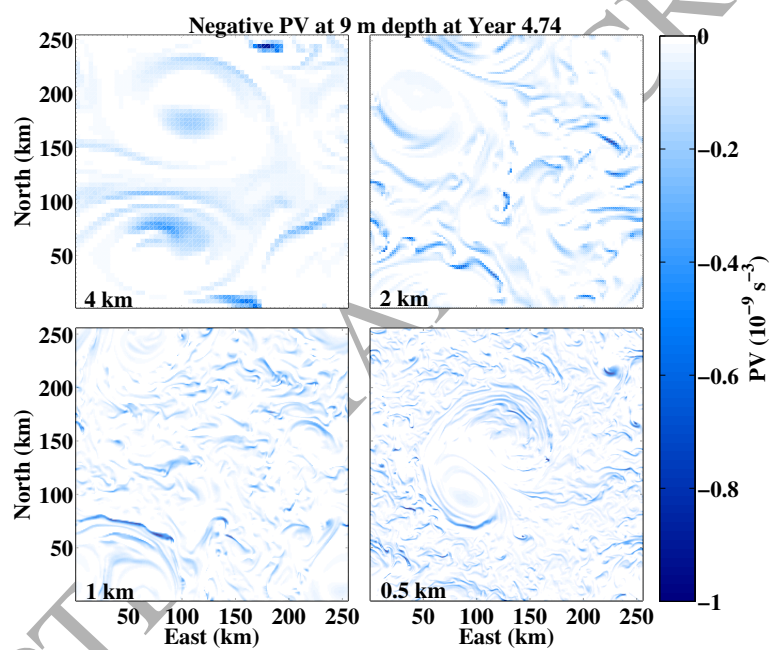 Negative PV at 9 m depth at Year 4.74
250
200
150
100
50
North (km)
4 km
2 km
250
200
150
100
50
North (km)
1 km
0.5 km
50 100 150 200 250
East (km)
50 100 150 200 250
East (km)
0
−0.2
−0.4
−0.6
−0.8
−1
PV (10⁻⁹ s⁻³)